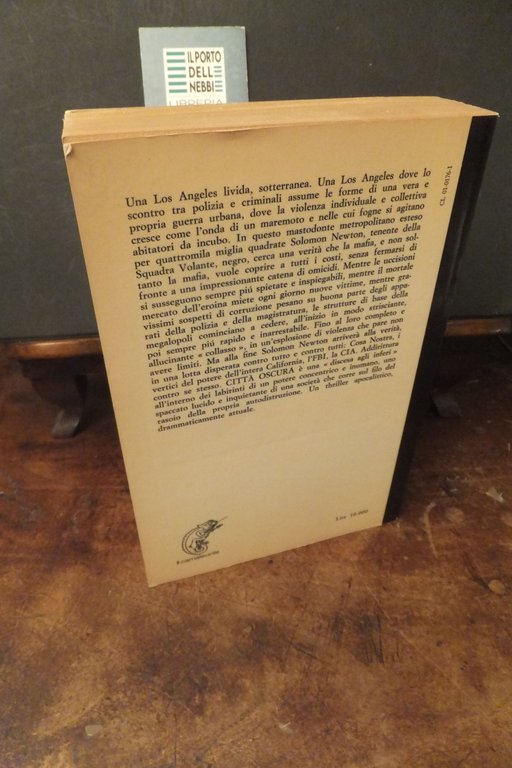 IL PORTO
DELL
NEBBI
LIBRERIA
Una Los Angeles livida, sotterranea. Una Los Angeles dove lo
scontro tra polizia e criminali assume le forme di una vera e
propria guerra urbana, dove la violenza individuale e collettiva
cresce come l'onda di un maremoto e nelle cui fogne si agitano
abitatori da incubo. In questo mastodonte metropolitano esteso
per quattromila miglia quadrate Solomon Newton, tenente della
Squadra Volante, negro, cerca una verità che la mafia, e non sol-
tanto la mafia, vuole coprire a tutti i costi, senza fermarsi di
fronte a una impressionante catena di omicidi. Mentre le uccisioni
si susseguono sempre più spietate e inspiegabili, mentre il mortale
mercato dell'eroina miete ogni giorno nuove vittime, mentre gra-
vissimi sospetti di corruzione pesano su buona parte degli appa-
rati della polizia e della magistratura, le strutture di base della
megalopoli cominciano a cedere, all'inizio in modo strisciante,
poi sempre più rapido e inarrestabile. Fino al loro completo e
allucinante « collasso », in un'esplosione di violenza che pare non
avere limiti. Ma alla fine Solomon Newton arriverà alla verità,
in una lotta disperata contro tutto e contro tutti: Cosa Nostra, i
vertici del potere dell'intera California, l'FBI, la CIA. Addirittura
contro se stesso. CITTÀ OSCURA è una « discesa agli inferi »
all'interno dei labirinti di un potere concentrico e inumano, uno
spaccato lucido e inquietante di una società che corre sul filo del
rasoio della propria autodistruzione. Un thriller apocalittico,
drammaticamente attuale.
CL 01-0176-1
Lire 10.000
Il camaleonte